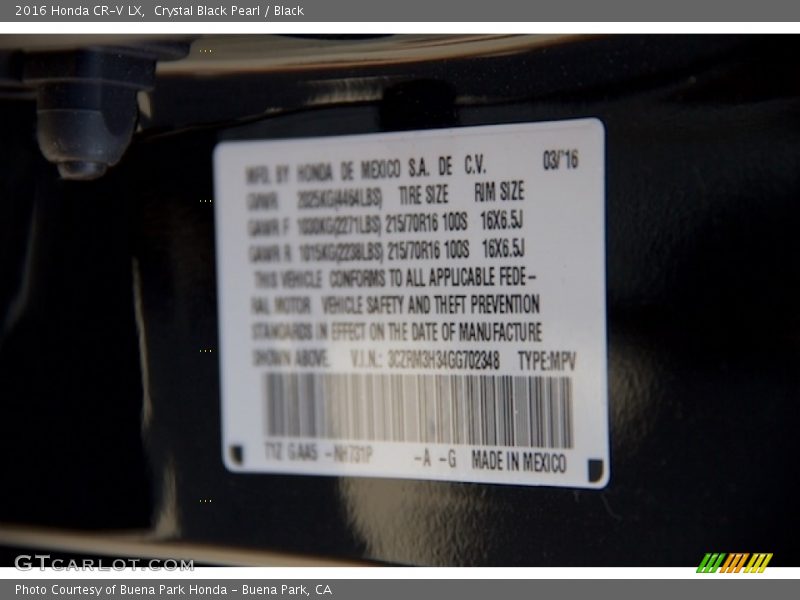 2016 Honda CR-V LX, Crystal Black Pearl / Black
MFD. BY HONDA DE MEXICO S.A. DE C.V. 03/'16
GVWR 2025KG(4464LBS) TIRE SIZE RIM SIZE
GAWR F 1030KG(2271LBS) 215/70R16 100S 16X6.5J
GAWR R 1015KG(2238LBS) 215/70R16 100S 16X6.5J
THIS VEHICLE CONFORMS TO ALL APPLICABLE FEDE-
RAL MOTOR VEHICLE SAFETY AND THEFT PREVENTION
STANDARDS IN EFFECT ON THE DATE OF MANUFACTURE
SHOWN ABOVE. V.I.N.: 3CZRM3H34GG702348 TYPE:MPV
T1Z GAA5 -NH731P -A -G MADE IN MEXICO
GTCARLOT.COM
Photo Courtesy of Buena Park Honda - Buena Park, CA